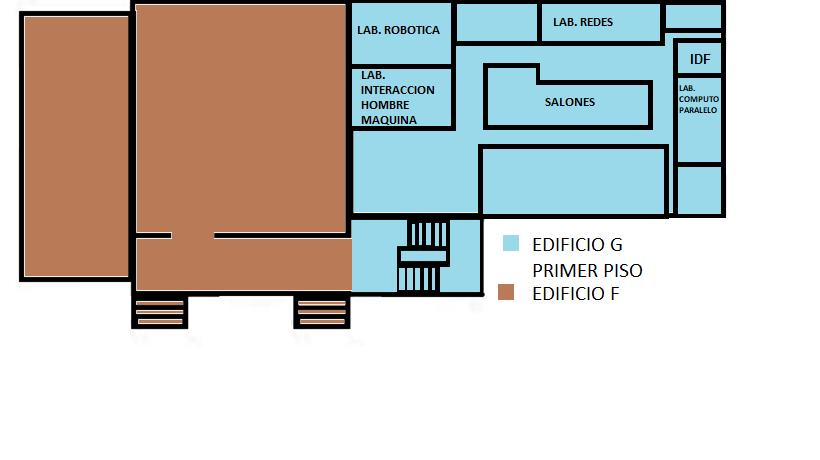 LAB. ROBOTICA
LAB. REDES
LAB.
INTERACCION
HOMBRE
MAQUINA
SALONES
IDF
LAB.
COMPUTO
PARALELO
EDIFICIO G
PRIMER PISO
EDIFICIO F